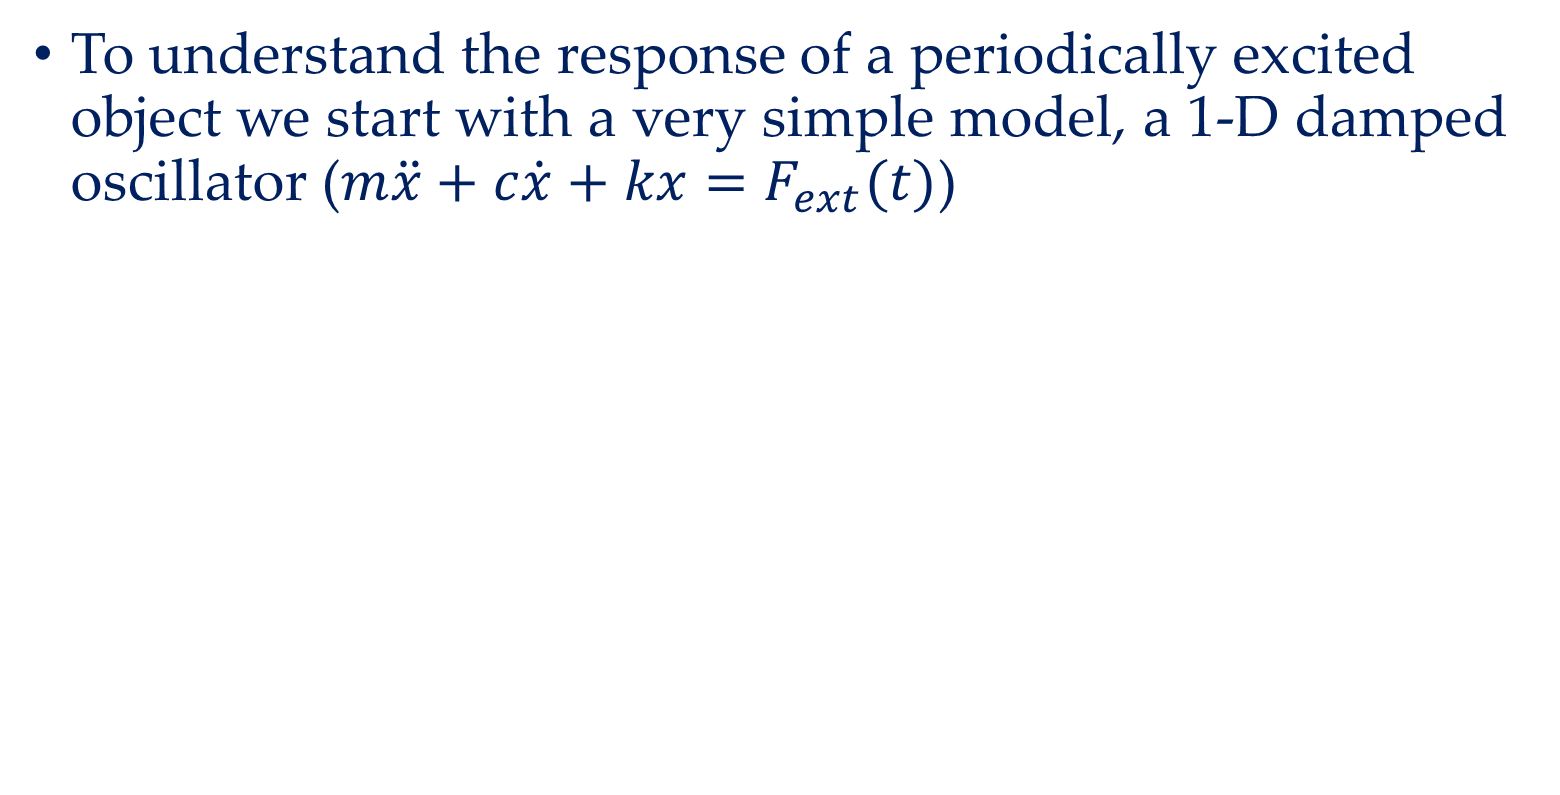 • To understand the response of a periodically excited
object we start with a very simple model, a 1-D damped
oscillator (𝑚𝑥̈ + 𝑐𝑥̇ + 𝑘𝑥 = 𝐹ₑₓₜ(𝑡))